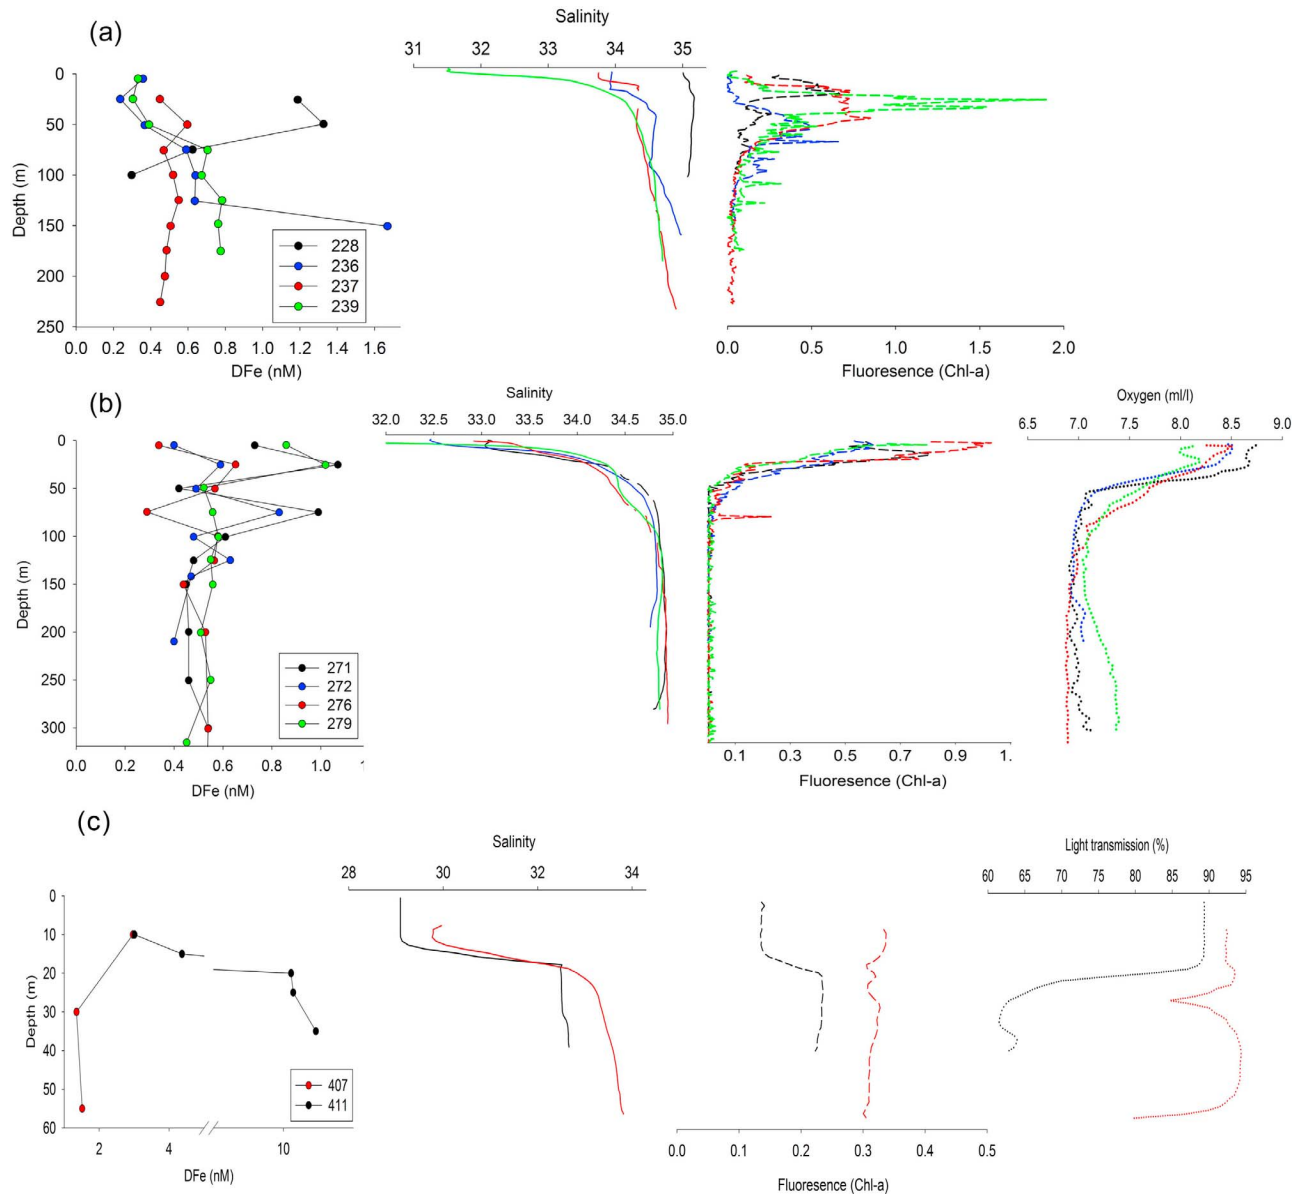 (a)
Salinity
31 32 33 34 35
0
50
100
150
200
250
Depth (m)
228
236
237
239
0.0 0.2 0.4 0.6 0.8 1.0 1.2 1.4 1.6
DFe (nM)
0.0 0.5 1.0 1.5 2.0
Fluoresence (Chl-a)
(b)
Salinity
32.0 32.5 33.0 33.5 34.0 34.5 35.0
Oxygen (ml/l)
6.5 7.0 7.5 8.0 8.5 9.0
0
50
100
150
200
250
300
Depth (m)
271
272
276
279
0.0 0.2 0.4 0.6 0.8 1.0
DFe (nM)
0.1 0.3 0.5 0.7 0.9 1.
Fluoresence (Chl-a)
(c)
Salinity
28 30 32 34
Light transmission (%)
60 65 70 75 80 85 90 95
0
10
20
30
40
50
60
Depth (m)
407
411
2 4 10
DFe (nM)
0.0 0.1 0.2 0.3 0.4 0.5
Fluoresence (Chl-a)